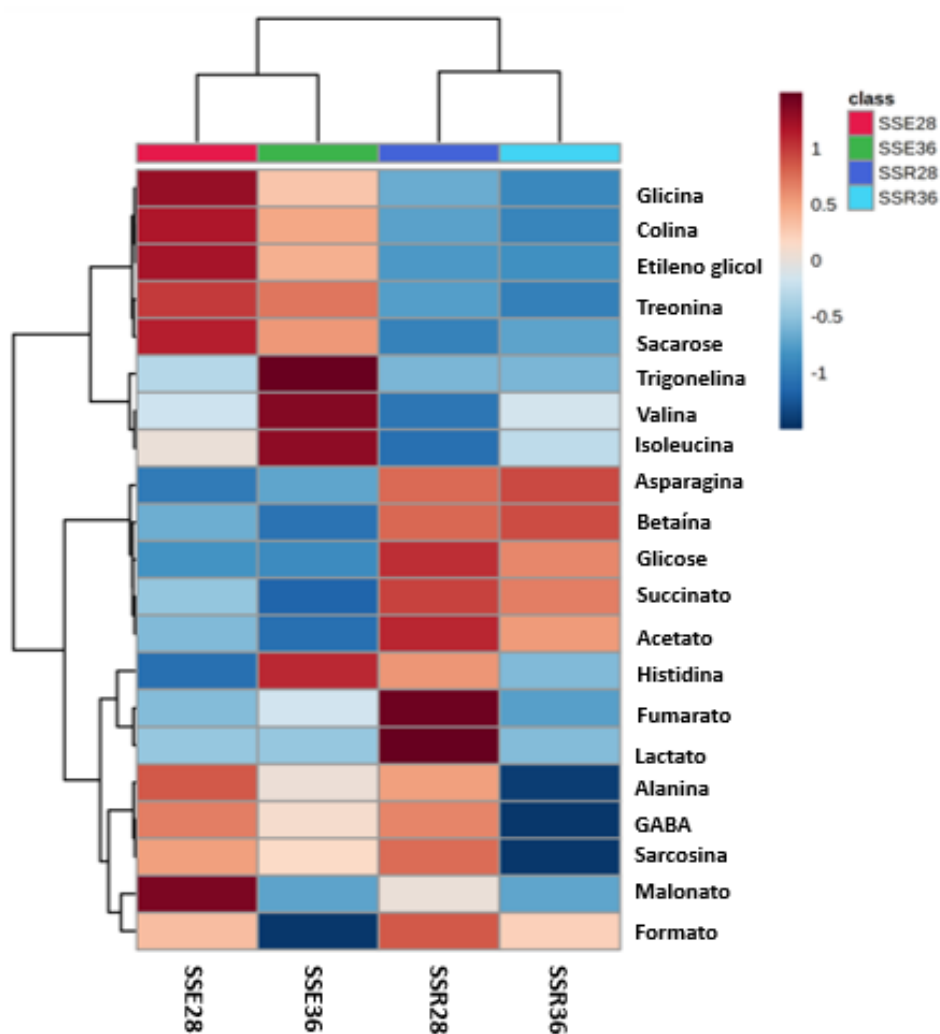 class
SSE28
SSE36
SSR28
SSR36
1
0.5
0
-0.5
-1
Glicina
Colina
Etileno glicol
Treonina
Sacarose
Trigonelina
Valina
Isoleucina
Asparagina
Betaína
Glicose
Succinato
Acetato
Histidina
Fumarato
Lactato
Alanina
GABA
Sarcosina
Malonato
Formato
SSE28
SSE36
SSR28
SSR36